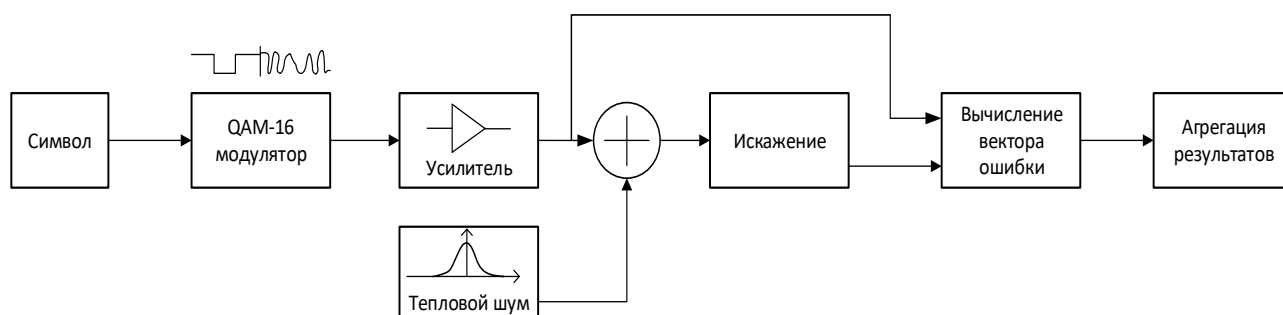 Символ
QAM-16
модулятор
Усилитель
Тепловой шум
Искажение
Вычисление
вектора
ошибки
Агрегация
результатов